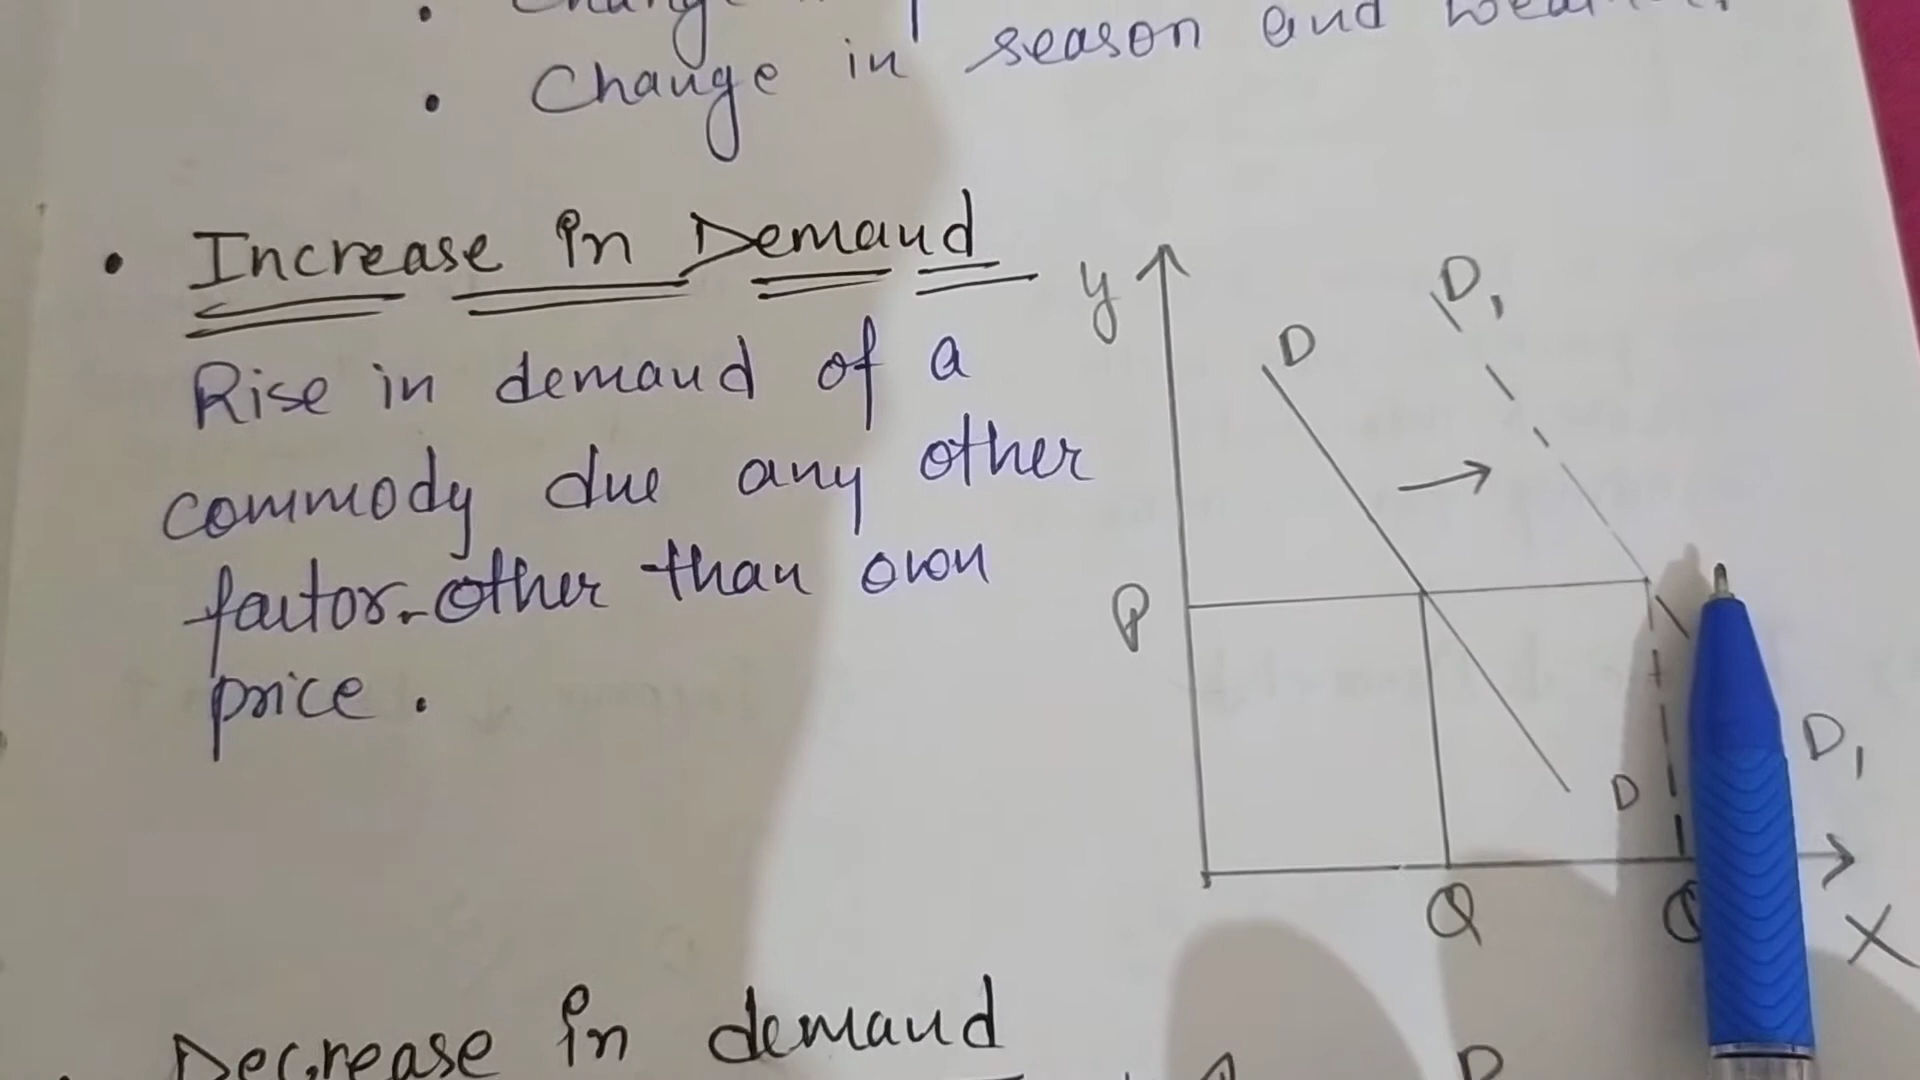 • Change
• Change in season and
• Increase in Demand
Rise in demand of a
commody due any other
factor-other than own
price.
y
D
D1
P
D
D1
Q
X
Decrease in demand
D